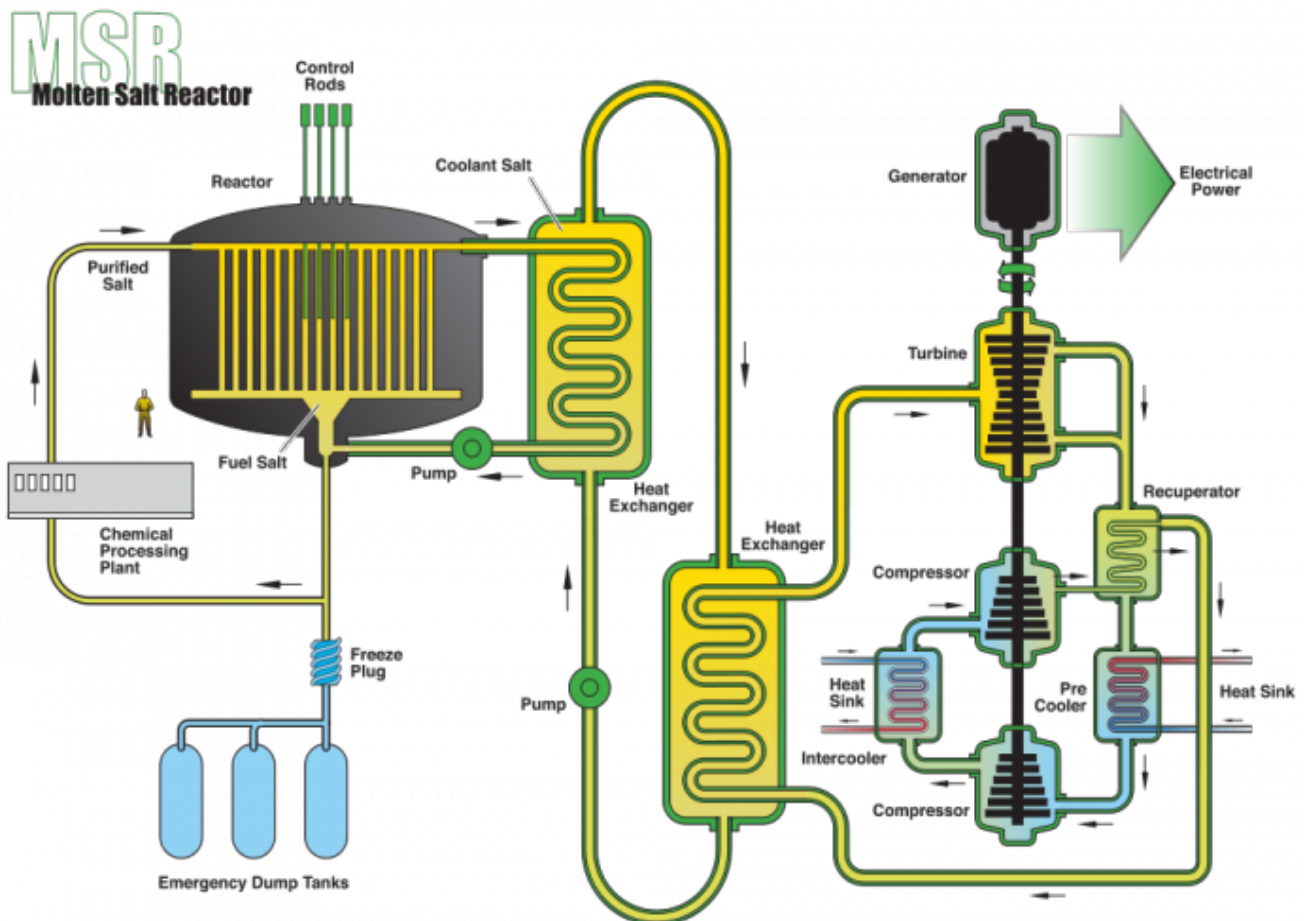 MSR
Molten Salt Reactor
Control
Rods
Reactor
Coolant Salt
Generator
Electrical
Power
Purified
Salt
Turbine
Fuel Salt
Pump
Heat
Exchanger
Recuperator
Chemical
Processing
Plant
Heat
Exchanger
Compressor
Freeze
Plug
Pump
Heat
Sink
Pre
Cooler
Heat Sink
Intercooler
Compressor
Emergency Dump Tanks